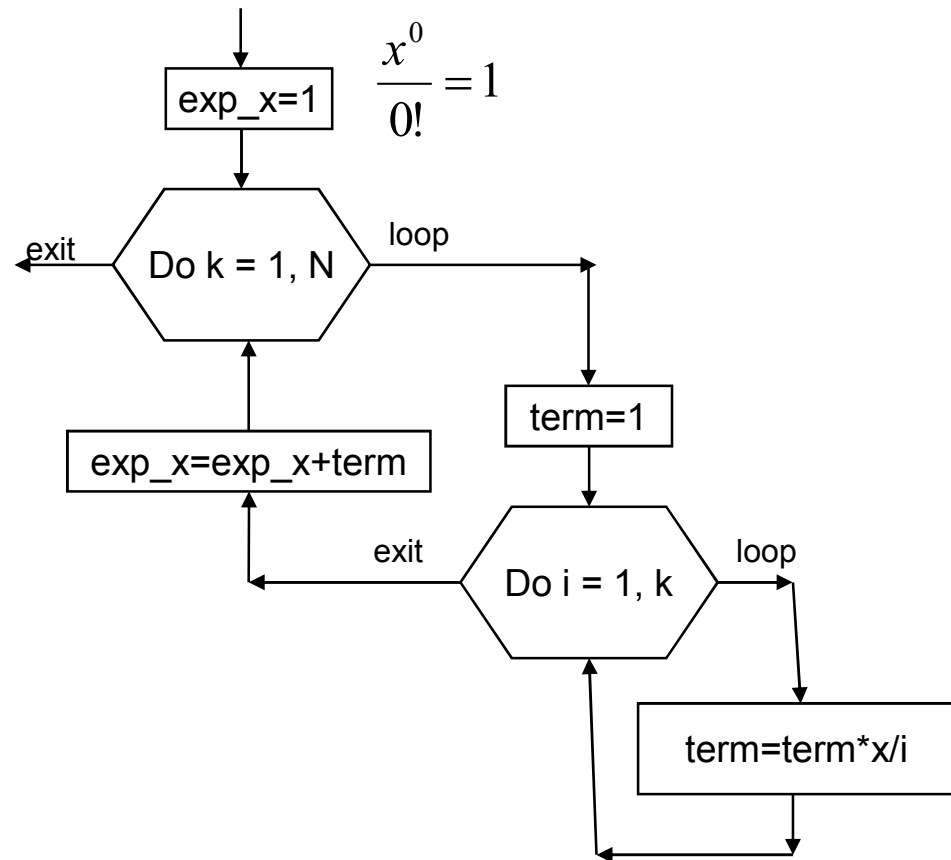 exp_x=1
x^0/0! = 1
exit
Do k = 1, N
loop
term=1
exp_x=exp_x+term
exit
Do i = 1, k
loop
term=term*x/i